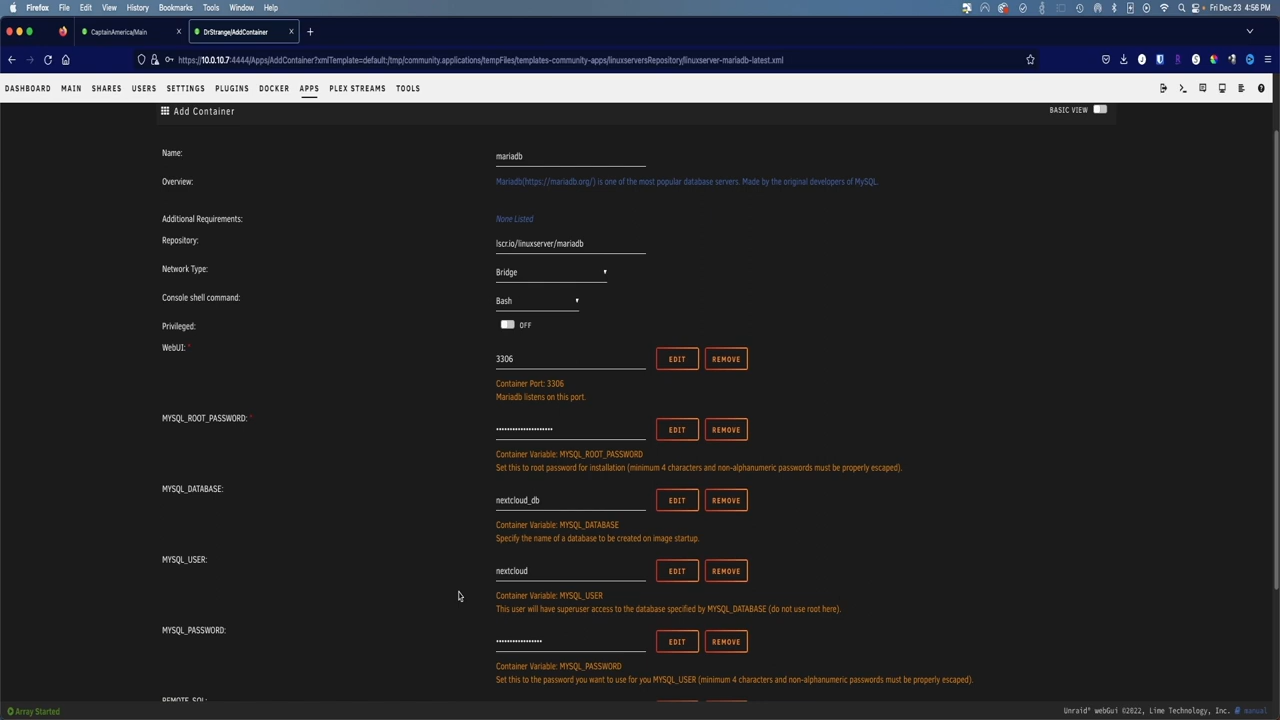 Firefox File Edit View History Bookmarks Tools Window Help Fri Dec 23 4:56 PM
CaptainAmerica/Main × DrStrange/AddContainer × +
https://10.0.10.7:4444/Apps/AddContainer?xmlTemplate=default:/tmp/community.applications/tempFiles/templates-community-apps/linuxserversRepository/linuxserver-mariadb-latest.xml
DASHBOARD MAIN SHARES USERS SETTINGS PLUGINS DOCKER APPS PLEX STREAMS TOOLS
Add Container BASIC VIEW
Name: mariadb
Overview: Mariadb(https://mariadb.org/) is one of the most popular database servers. Made by the original developers of MySQL.
Additional Requirements: None Listed
Repository: lscr.io/linuxserver/mariadb
Network Type: Bridge
Console shell command: Bash
Privileged: OFF
WebUI: * 3306 EDIT REMOVE
Container Port: 3306
Mariadb listens on this port.
MYSQL_ROOT_PASSWORD: * EDIT REMOVE
Container Variable: MYSQL_ROOT_PASSWORD
Set this to root password for installation (minimum 4 characters and non-alphanumeric passwords must be properly escaped).
MYSQL_DATABASE: nextcloud_db EDIT REMOVE
Container Variable: MYSQL_DATABASE
Specify the name of a database to be created on image startup.
MYSQL_USER: nextcloud EDIT REMOVE
Container Variable: MYSQL_USER
This user will have superuser access to the database specified by MYSQL_DATABASE (do not use root here).
MYSQL_PASSWORD: EDIT REMOVE
Container Variable: MYSQL_PASSWORD
Set this to the password you want to use for you MYSQL_USER (minimum 4 characters and non-alphanumeric passwords must be properly escaped).
REMOTE_SQL:
Array Started Unraid® webGui ©2022, Lime Technology, Inc. manual